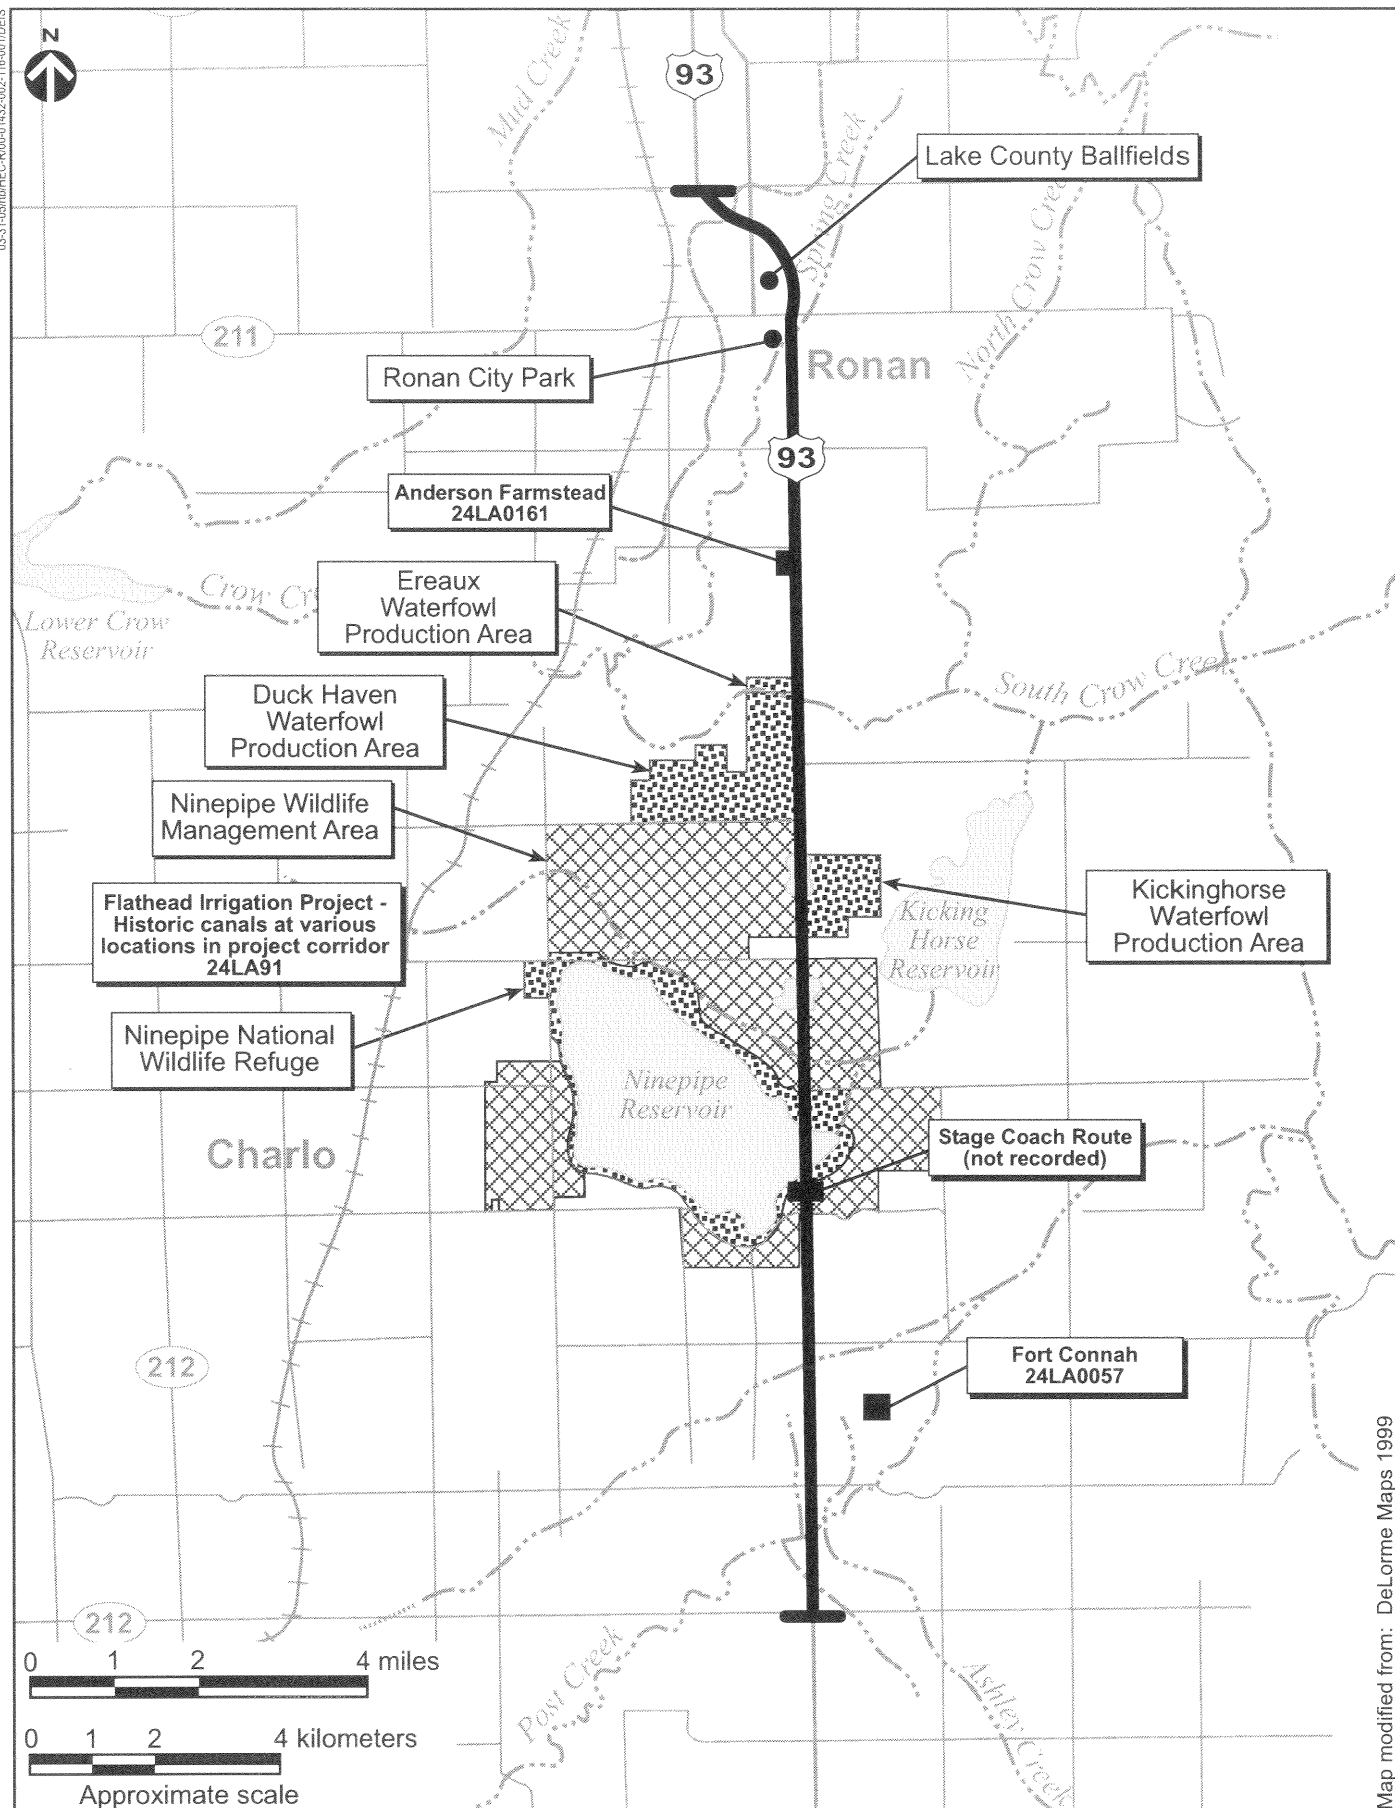 N
93
Mud Creek
Spring Creek
Lake County Ballfields
North Crow Creek
211
Ronan City Park
Ronan
93
Anderson Farmstead
24LA0161
Ereaux
Waterfowl
Production Area
Crow Cr
Lower Crow
Reservoir
South Crow Creek
Duck Haven
Waterfowl
Production Area
Ninepipe Wildlife
Management Area
Flathead Irrigation Project -
Historic canals at various
locations in project corridor
24LA91
Kicking
Horse
Reservoir
Kickinghorse
Waterfowl
Production Area
Ninepipe National
Wildlife Refuge
Ninepipe
Reservoir
Charlo
Stage Coach Route
(not recorded)
212
Fort Connah
24LA0057
212
Post Creek
Ashley Creek
0 1 2 4 miles
0 1 2 4 kilometers
Approximate scale
Map modified from: DeLorme Maps 1999